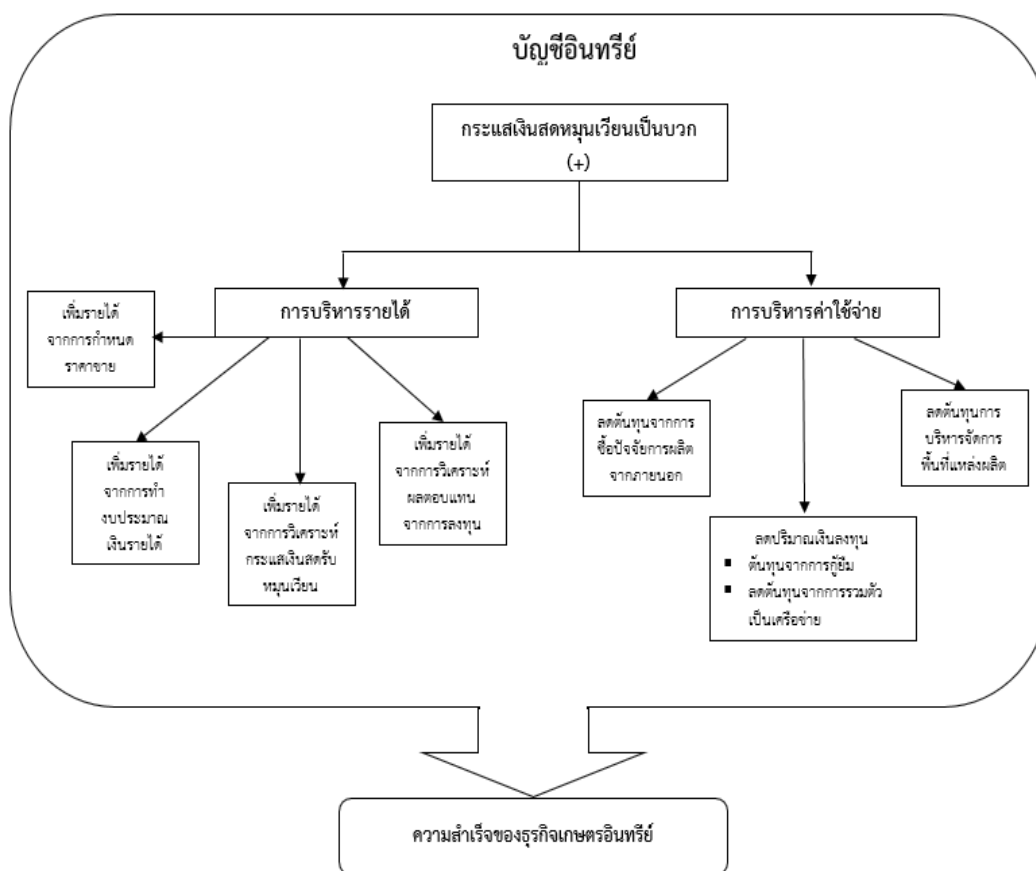 บัญชีอินทรีย์
กระแสเงินสดหมุนเวียนเป็นบวก
(+)
การบริหารรายได้
การบริหารค่าใช้จ่าย
เพิ่มรายได้
จากการกำหนด
ราคาขาย
เพิ่มรายได้
จากการทำ
งบประมาณ
เงินรายได้
เพิ่มรายได้
จากการวิเคราะห์
กระแสเงินสดรับ
หมุนเวียน
เพิ่มรายได้
จากการวิเคราะห์
ผลตอบแทน
จากการลงทุน
ลดต้นทุนจากการ
ซื้อปัจจัยการผลิต
จากภายนอก
ลดปริมาณเงินลงทุน
▪ ต้นทุนจากการกู้ยืม
▪ ลดต้นทุนจากการรวมตัว
เป็นเครือข่าย
ลดต้นทุนการ
บริหารจัดการ
พื้นที่แหล่งผลิต
ความสำเร็จของธุรกิจเกษตรอินทรีย์